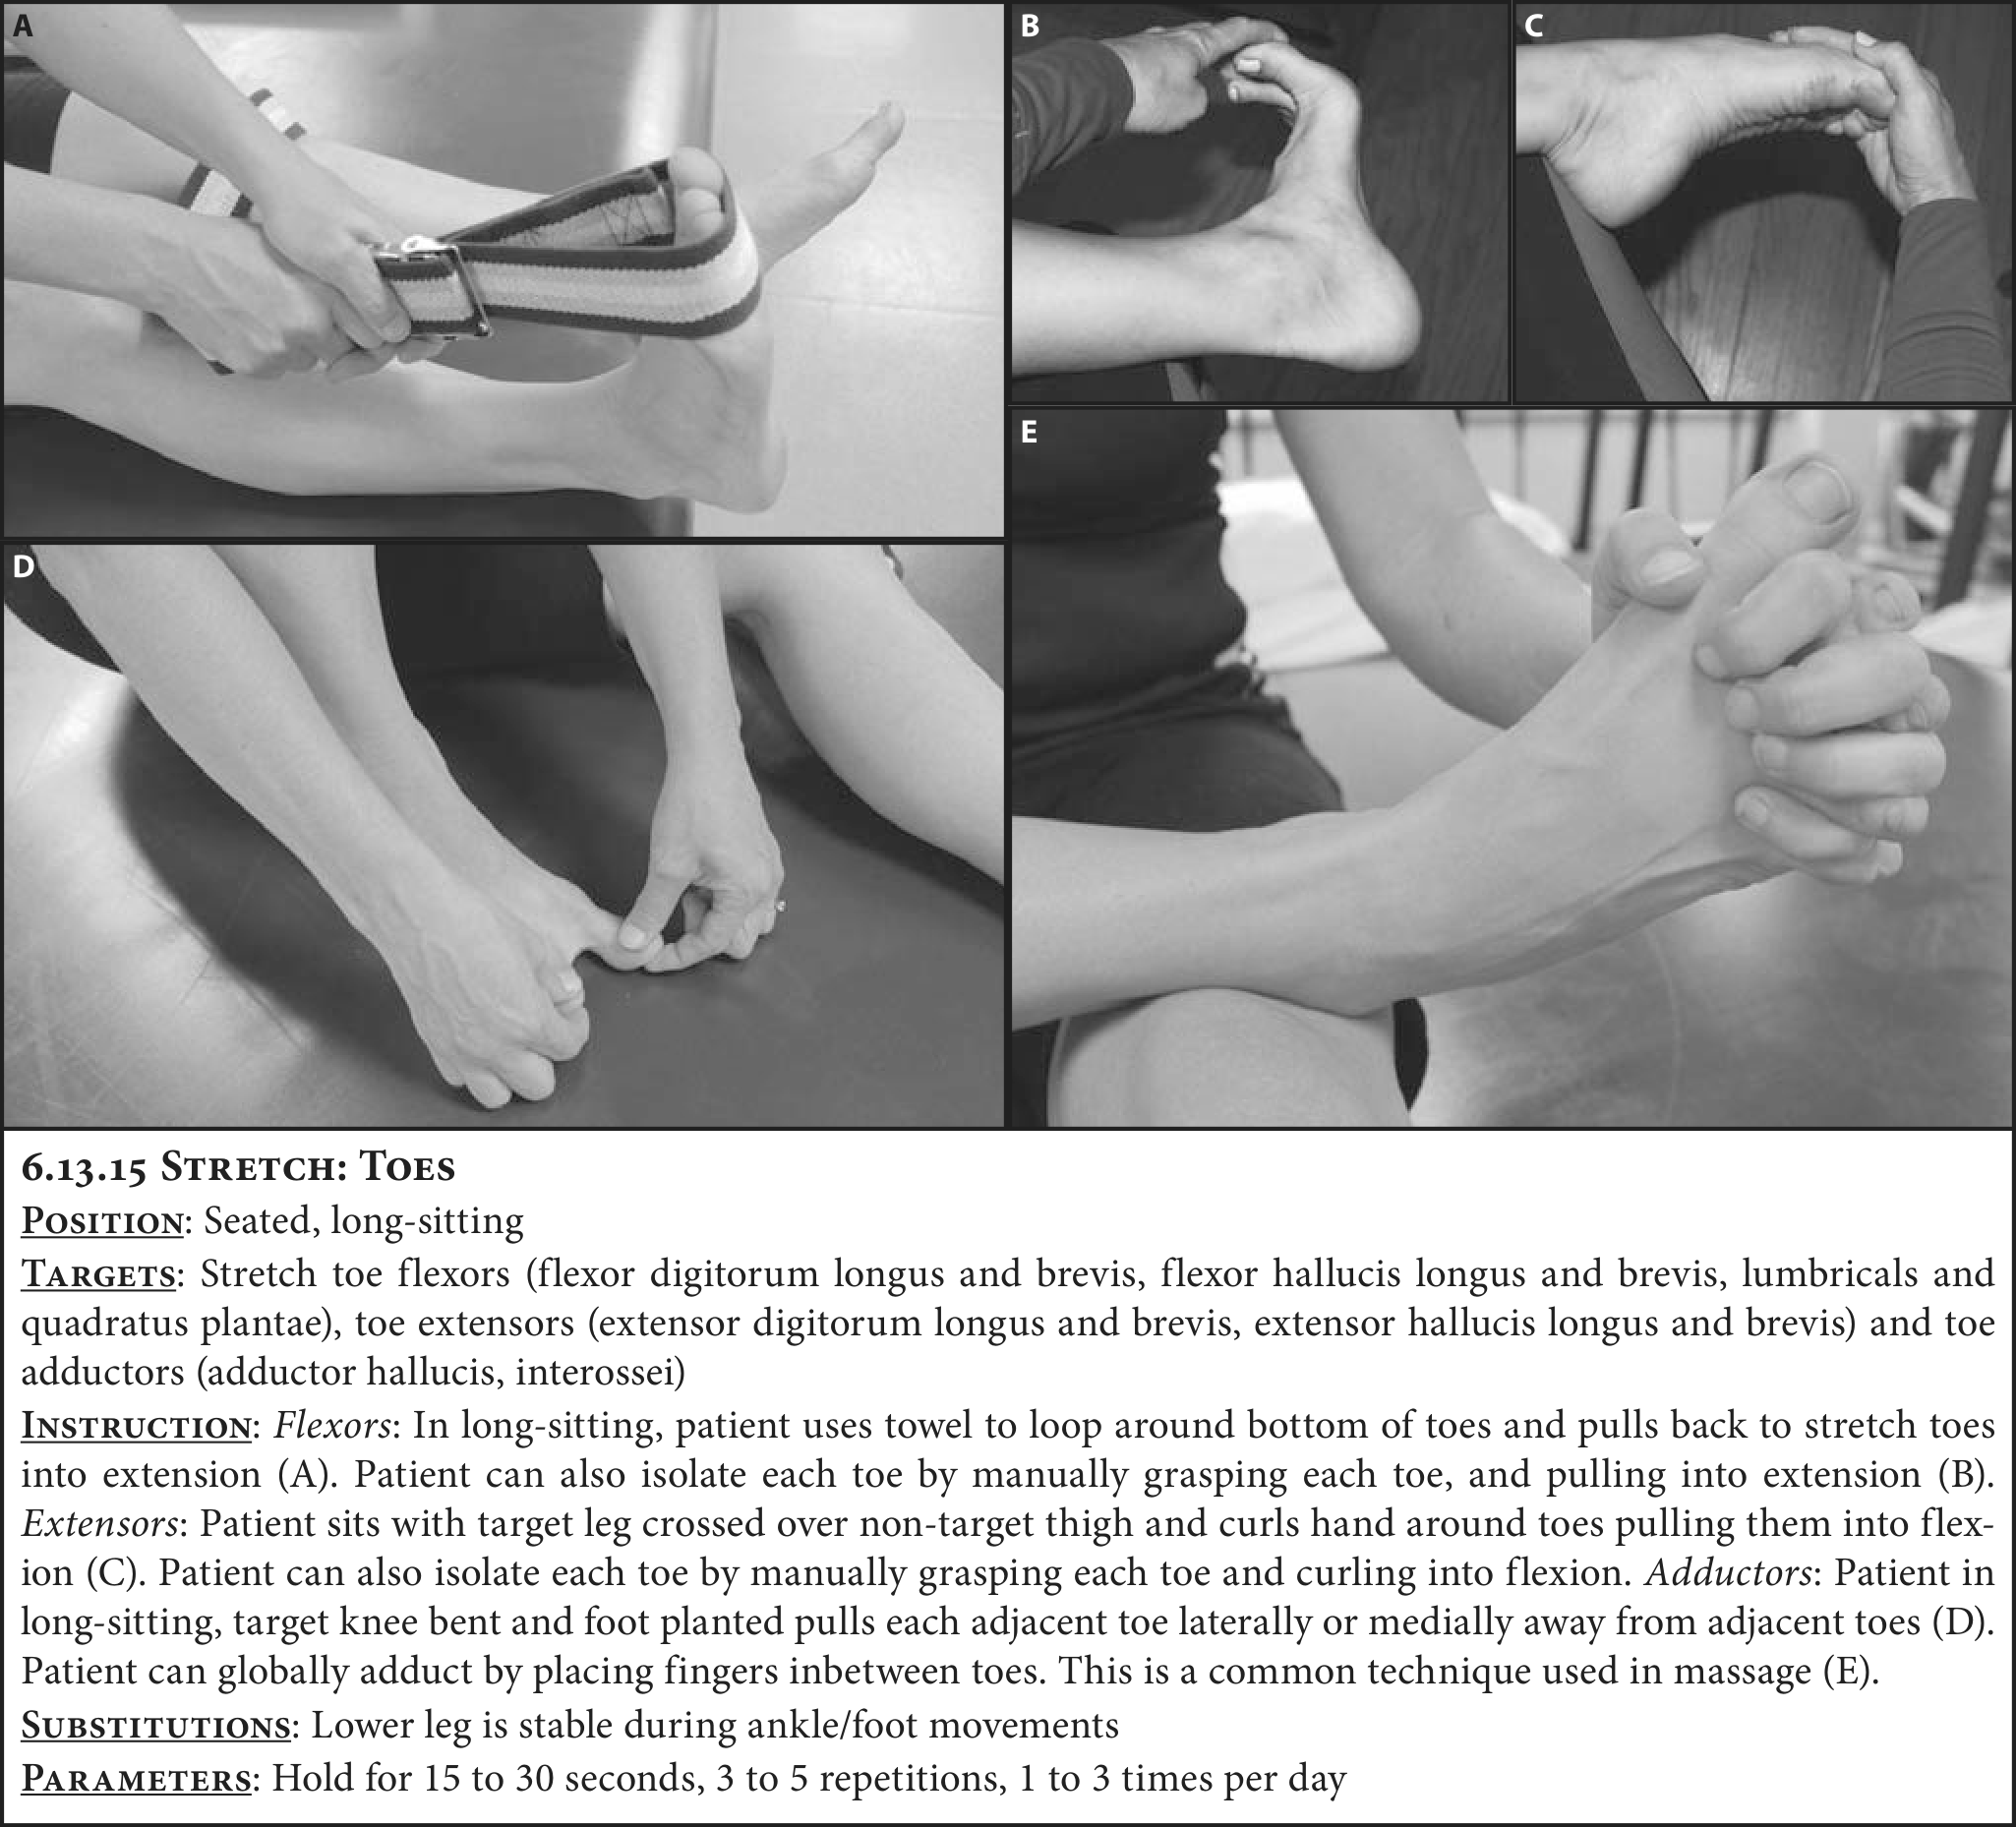 A
B
C
D
E
6.13.15 Stretch: Toes
Position: Seated, long-sitting
Targets: Stretch toe flexors (flexor digitorum longus and brevis, flexor hallucis longus and brevis, lumbricals and
quadratus plantae), toe extensors (extensor digitorum longus and brevis, extensor hallucis longus and brevis) and toe
adductors (adductor hallucis, interossei)
Instruction: Flexors: In long-sitting, patient uses towel to loop around bottom of toes and pulls back to stretch toes
into extension (A). Patient can also isolate each toe by manually grasping each toe, and pulling into extension (B).
Extensors: Patient sits with target leg crossed over non-target thigh and curls hand around toes pulling them into flex-
ion (C). Patient can also isolate each toe by manually grasping each toe and curling into flexion. Adductors: Patient in
long-sitting, target knee bent and foot planted pulls each adjacent toe laterally or medially away from adjacent toes (D).
Patient can globally adduct by placing fingers inbetween toes. This is a common technique used in massage (E).
Substitutions: Lower leg is stable during ankle/foot movements
Parameters: Hold for 15 to 30 seconds, 3 to 5 repetitions, 1 to 3 times per day